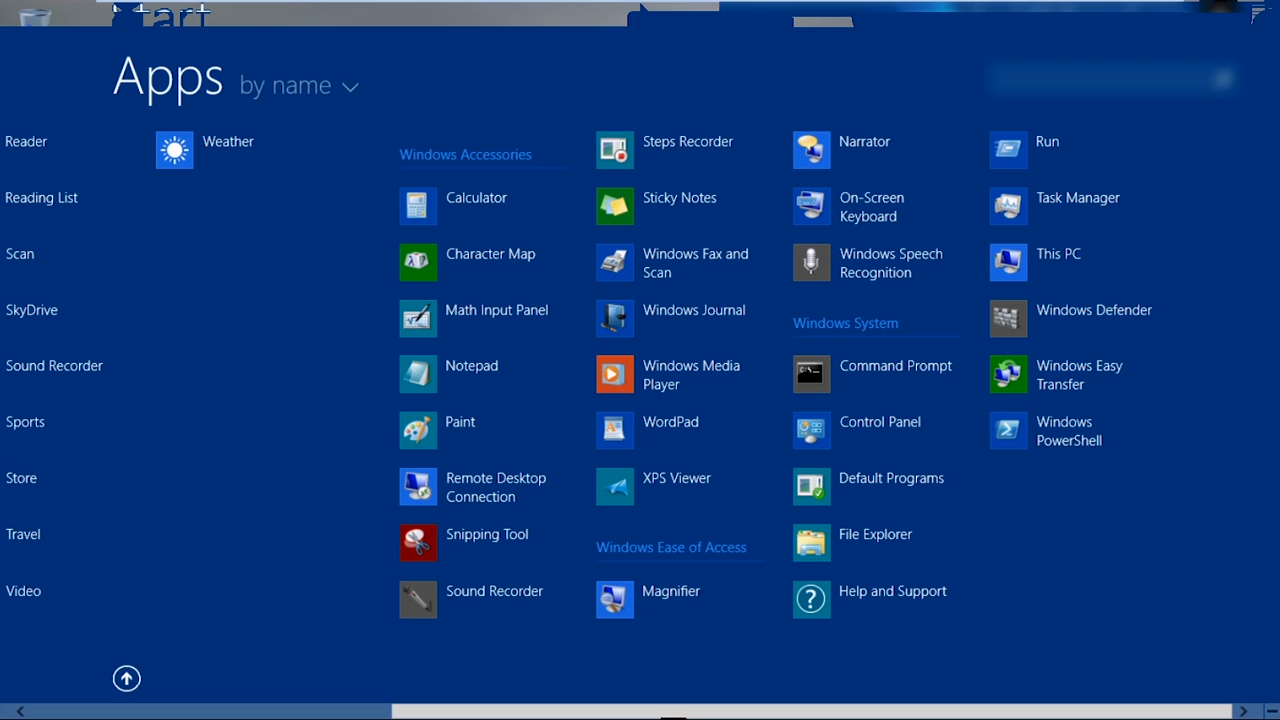 Start
Apps by name
Reader
Reading List
Scan
SkyDrive
Sound Recorder
Sports
Store
Travel
Video
Weather
Windows Accessories
Calculator
Character Map
Math Input Panel
Notepad
Paint
Remote Desktop
Connection
Snipping Tool
Sound Recorder
Steps Recorder
Sticky Notes
Windows Fax and
Scan
Windows Journal
Windows Media
Player
WordPad
XPS Viewer
Windows Ease of Access
Magnifier
Narrator
On-Screen
Keyboard
Windows Speech
Recognition
Windows System
Command Prompt
Control Panel
Default Programs
File Explorer
Help and Support
Run
Task Manager
This PC
Windows Defender
Windows Easy
Transfer
Windows
PowerShell